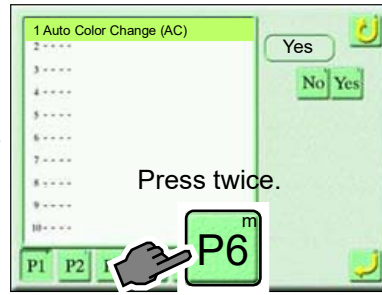 1 Auto Color Change (AC)
2 - - - -
3 - - - -
4 - - - -
5 - - - -
6 - - - -
7 - - - -
8 - - - -
9 - - - -
10 - - - -
Yes
No Yes
Press twice.
P1 P2
m
P6